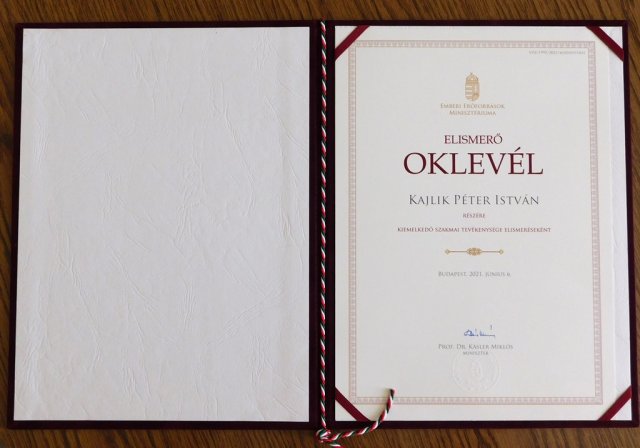 Emberi Erőforrások
Minisztériuma
Elismerő
OKLEVÉL
Kajlik Péter István
részére
kiemelkedő szakmai tevékenysége elismeréseként
Budapest, 2021. június 6.
Prof. Dr. Kásler Miklós
miniszter